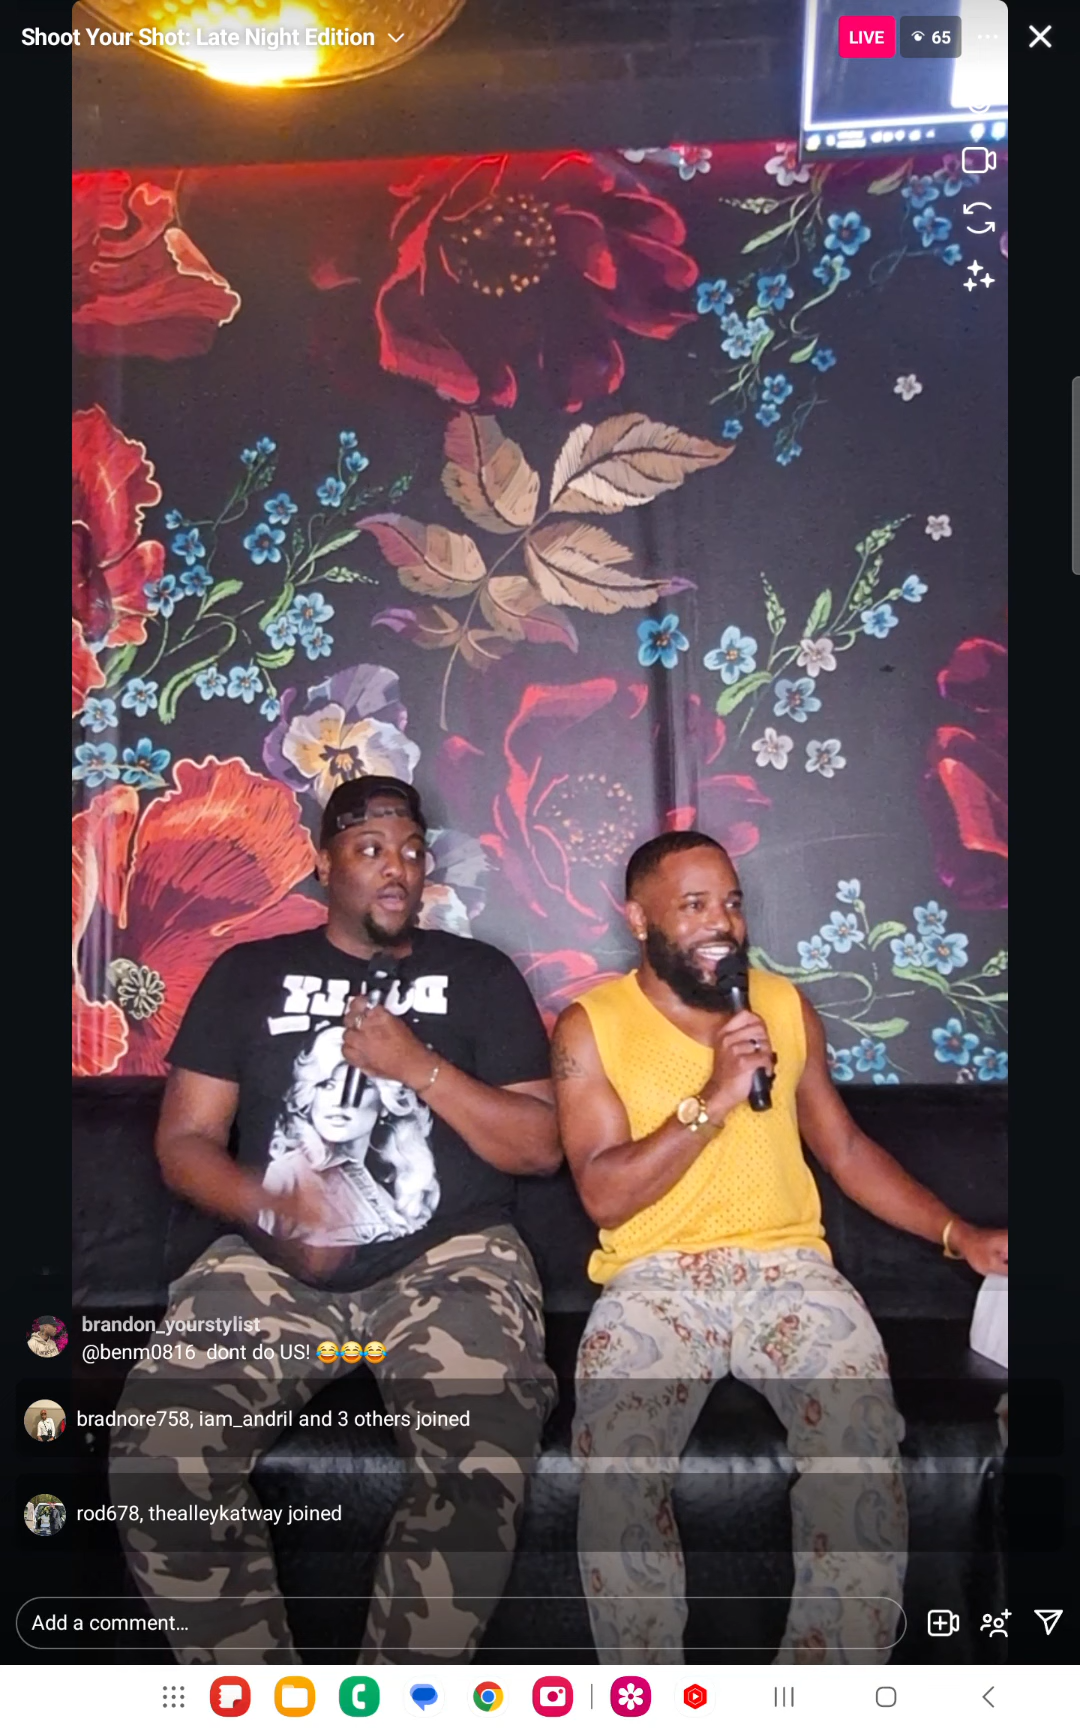 Shoot Your Shot: Late Night Edition
LIVE
65
DOLLY
brandon_yourstylist
@benm0816 dont do US! 😂😂😂
bradnore758, iam_andril and 3 others joined
rod678, thealleykatway joined
Add a comment...